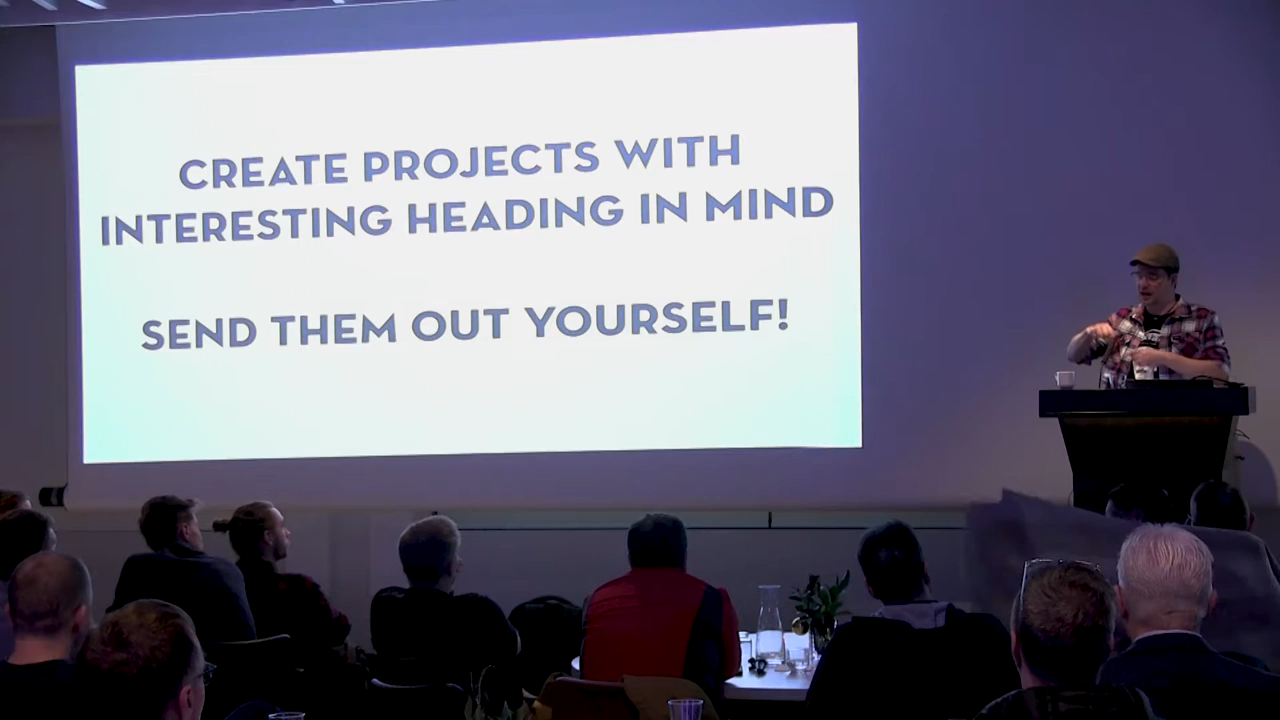 CREATE PROJECTS WITH
INTERESTING HEADING IN MIND
SEND THEM OUT YOURSELF!